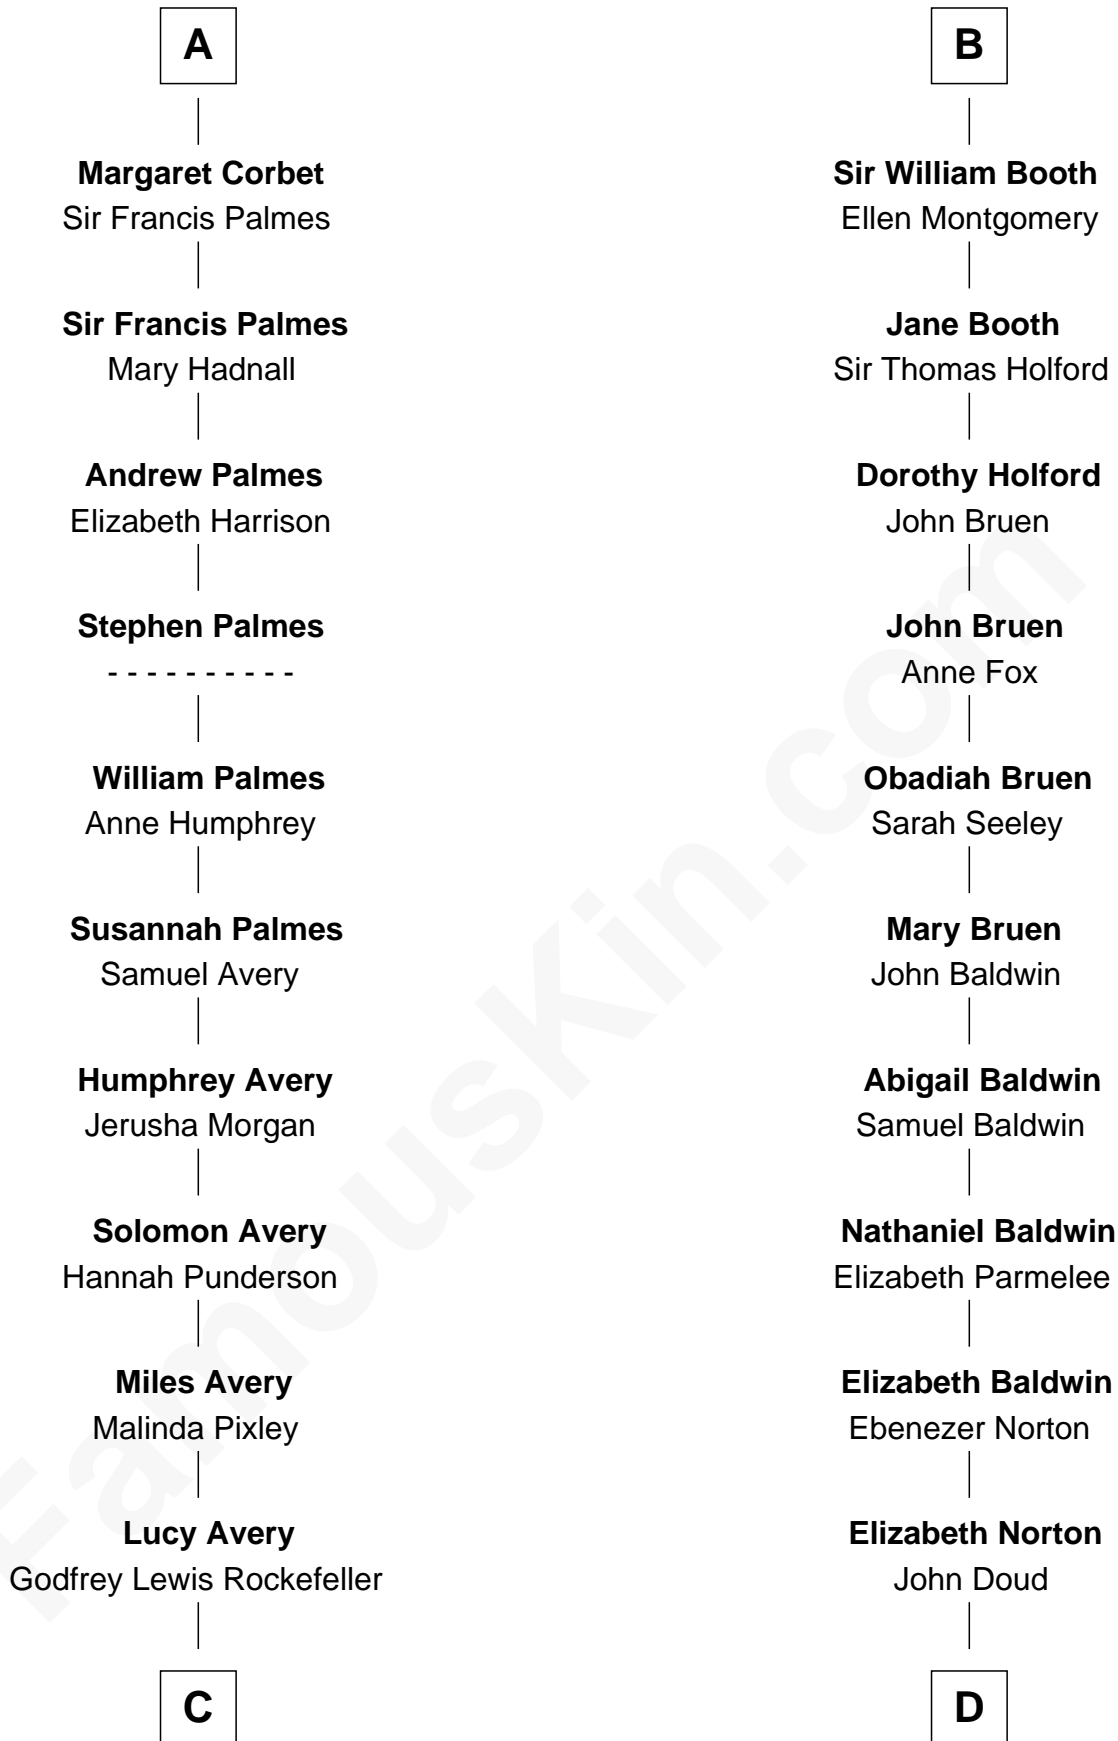 A
Margaret Corbet
Sir Francis Palmes
Sir Francis Palmes
Mary Hadnall
Andrew Palmes
Elizabeth Harrison
Stephen Palmes
- - - - - - - - - -
William Palmes
Anne Humphrey
Susannah Palmes
Samuel Avery
Humphrey Avery
Jerusha Morgan
Solomon Avery
Hannah Punderson
Miles Avery
Malinda Pixley
Lucy Avery
Godfrey Lewis Rockefeller
C
B
Sir William Booth
Ellen Montgomery
Jane Booth
Sir Thomas Holford
Dorothy Holford
John Bruen
John Bruen
Anne Fox
Obadiah Bruen
Sarah Seeley
Mary Bruen
John Baldwin
Abigail Baldwin
Samuel Baldwin
Nathaniel Baldwin
Elizabeth Parmelee
Elizabeth Baldwin
Ebenezer Norton
Elizabeth Norton
John Doud
D
FamousKin.com